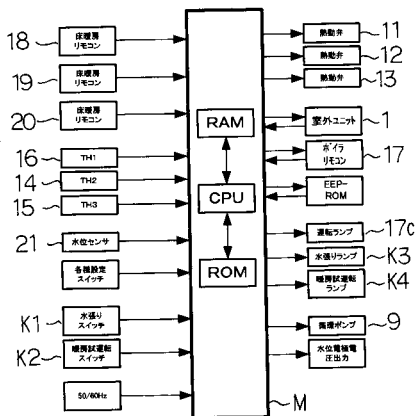 18
床暖房
リモコン
19
床暖房
リモコン
20
床暖房
リモコン
16
TH1
14
TH2
15
TH3
21
水位センサ
各種設定
スイッチ
K1
水張り
スイッチ
K2
暖房試運転
スイッチ
50/60Hz
RAM
CPU
ROM
M
熱動弁
11
熱動弁
12
熱動弁
13
室外ユニット
1
ボイラ
リモコン
17
EEP-
ROM
運転ランプ
17c
水張りランプ
K3
暖房試運転
ランプ
K4
循環ポンプ
9
水位電極電
圧出力